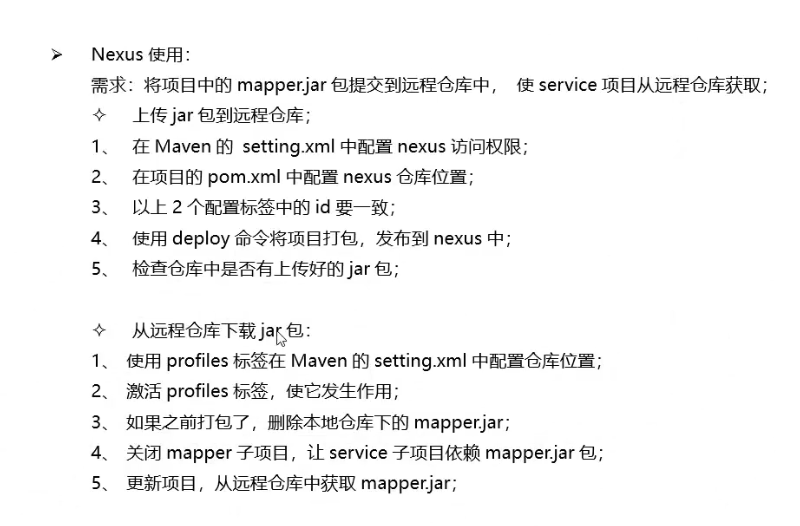 ➢ Nexus 使用：
需求：将项目中的 mapper.jar 包提交到远程仓库中， 使 service 项目从远程仓库获取；
✧ 上传 jar 包到远程仓库；
1、 在 Maven 的 setting.xml 中配置 nexus 访问权限；
2、 在项目的 pom.xml 中配置 nexus 仓库位置；
3、 以上 2 个配置标签中的 id 要一致；
4、 使用 deploy 命令将项目打包，发布到 nexus 中；
5、 检查仓库中是否有上传好的 jar 包；
✧ 从远程仓库下载 jar 包：
1、 使用 profiles 标签在 Maven 的 setting.xml 中配置仓库位置；
2、 激活 profiles 标签，使它发生作用；
3、 如果之前打包了，删除本地仓库下的 mapper.jar；
4、 关闭 mapper 子项目，让 service 子项目依赖 mapper.jar 包；
5、 更新项目，从远程仓库中获取 mapper.jar；